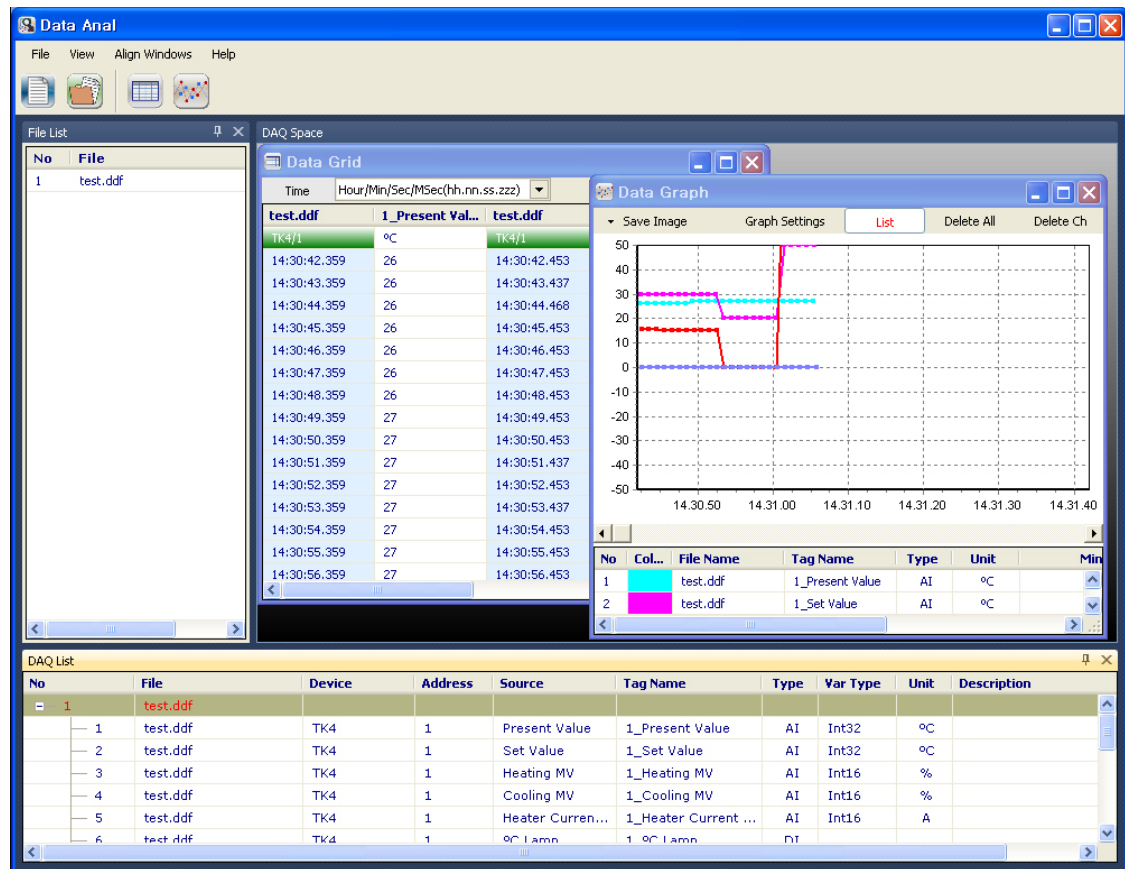 Data Anal
File View Align Windows Help
File List
No File
1 test.ddf
DAQ Space
Data Grid
Time Hour/Min/Sec/MSec(hh.nn.ss.zzz)
test.ddf 1_Present Val... test.ddf
TK4/1 ºC TK4/1
14:30:42.359 26 14:30:42.453
14:30:43.359 26 14:30:43.437
14:30:44.359 26 14:30:44.468
14:30:45.359 26 14:30:45.453
14:30:46.359 26 14:30:46.453
14:30:47.359 26 14:30:47.453
14:30:48.359 26 14:30:48.453
14:30:49.359 27 14:30:49.453
14:30:50.359 27 14:30:50.453
14:30:51.359 27 14:30:51.437
14:30:52.359 27 14:30:52.453
14:30:53.359 27 14:30:53.437
14:30:54.359 27 14:30:54.453
14:30:55.359 27 14:30:55.453
14:30:56.359 27 14:30:56.453
Data Graph
Save Image Graph Settings List Delete All Delete Ch
50
40
30
20
10
0
-10
-20
-30
-40
-50
14.30.50 14.31.00 14.31.10 14.31.20 14.31.30 14.31.40
No Col... File Name Tag Name Type Unit Min
1 test.ddf 1_Present Value AI ºC
2 test.ddf 1_Set Value AI ºC
DAQ List
No File Device Address Source Tag Name Type Var Type Unit Description
1 test.ddf
1 test.ddf TK4 1 Present Value 1_Present Value AI Int32 ºC
2 test.ddf TK4 1 Set Value 1_Set Value AI Int32 ºC
3 test.ddf TK4 1 Heating MV 1_Heating MV AI Int16 %
4 test.ddf TK4 1 Cooling MV 1_Cooling MV AI Int16 %
5 test.ddf TK4 1 Heater Curren... 1_Heater Current ... AI Int16 A
6 test.ddf TK4 1 ºC Lamp 1_ºC Lamp DI